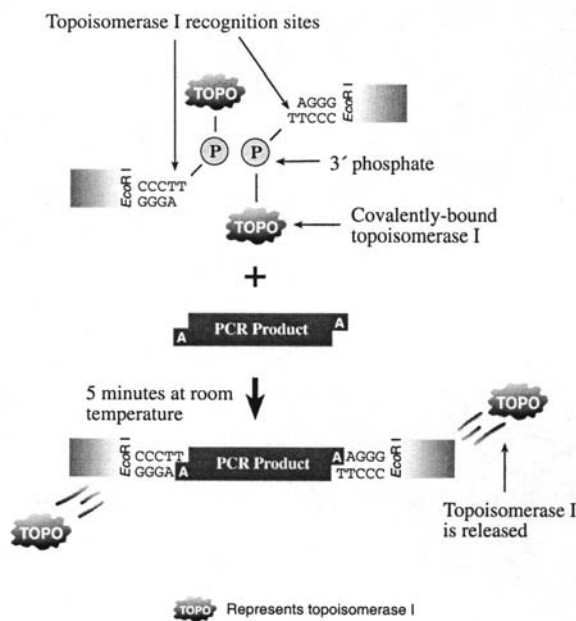 Topoisomerase I recognition sites
TOPO
AGGG
TTCCC
EcoR I
P
P
3´ phosphate
EcoR I
CCCTT
GGGA
TOPO
Covalently-bound
topoisomerase I
+
A
PCR Product
A
5 minutes at room
temperature
TOPO
EcoR I
CCCTT
GGGA
A
PCR Product
A
AGGG
TTCCC
EcoR I
Topoisomerase I
is released
TOPO
TOPO Represents topoisomerase I